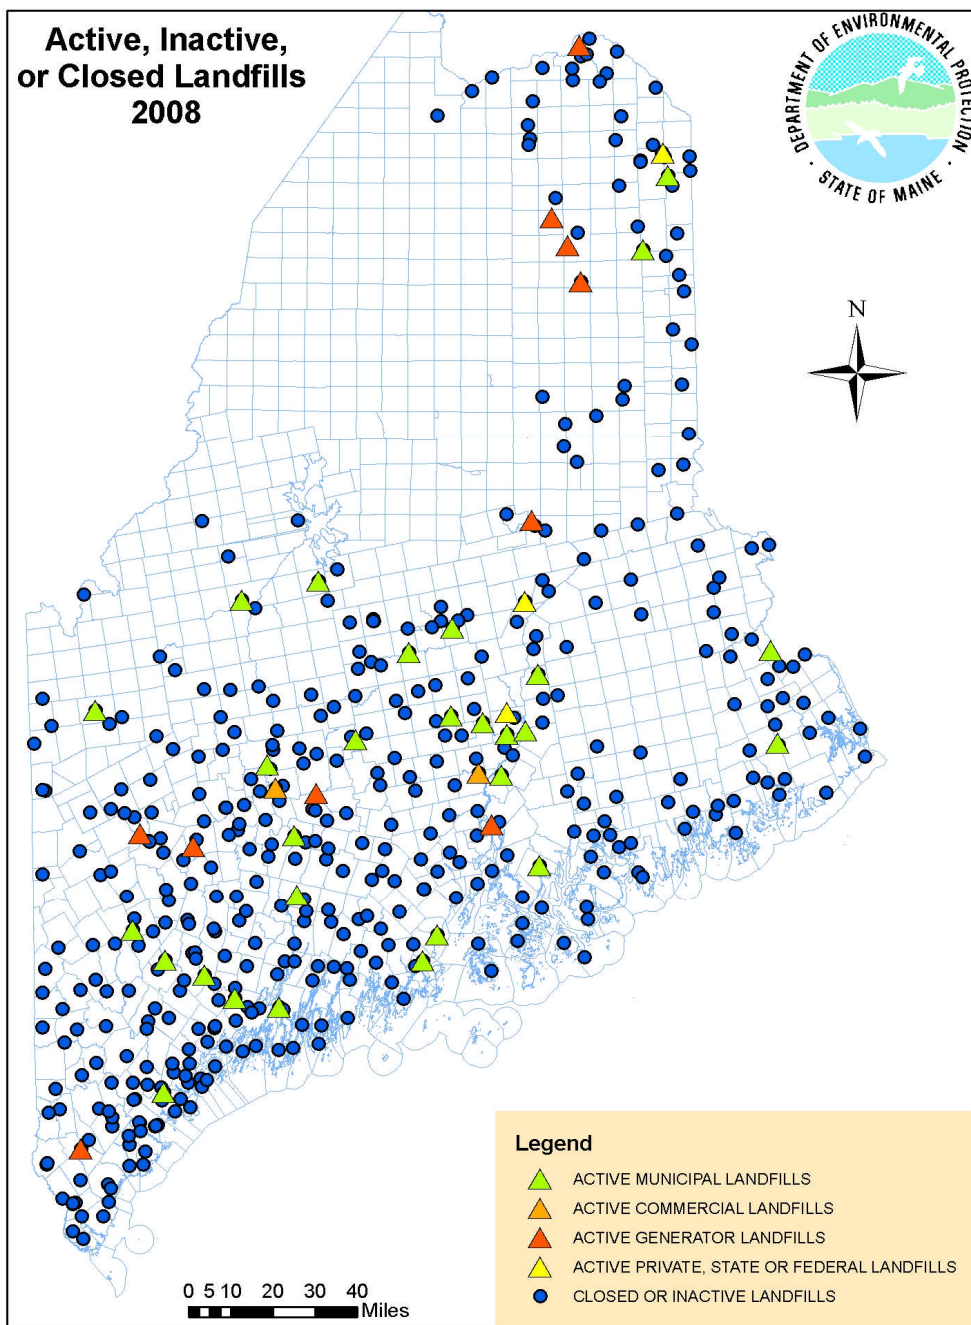 Active, Inactive,
or Closed Landfills
2008
DEPARTMENT OF ENVIRONMENTAL PROTECTION
• STATE OF MAINE •
N
Legend
ACTIVE MUNICIPAL LANDFILLS
ACTIVE COMMERCIAL LANDFILLS
ACTIVE GENERATOR LANDFILLS
ACTIVE PRIVATE, STATE OR FEDERAL LANDFILLS
CLOSED OR INACTIVE LANDFILLS
0 5 10 20 30 40
Miles